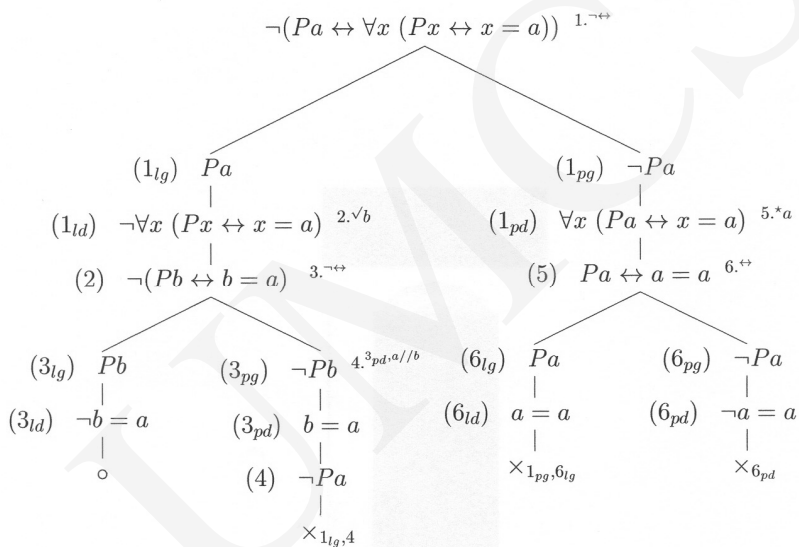 ¬(Pa ↔ ∀x (Px ↔ x = a)) 1.¬↔
(1lg) Pa (1pg) ¬Pa
(1ld) ¬∀x (Px ↔ x = a) 2.√b (1pd) ∀x (Pa ↔ x = a) 5.⋆a
(2) ¬(Pb ↔ b = a) 3.¬↔ (5) Pa ↔ a = a 6.↔
(3lg) Pb (3pg) ¬Pb 4.3pd,a//b (6lg) Pa (6pg) ¬Pa
(3ld) ¬b = a (3pd) b = a (6ld) a = a (6pd) ¬a = a
∘ (4) ¬Pa ×1pg,6lg ×6pd
×1lg,4
UMCS